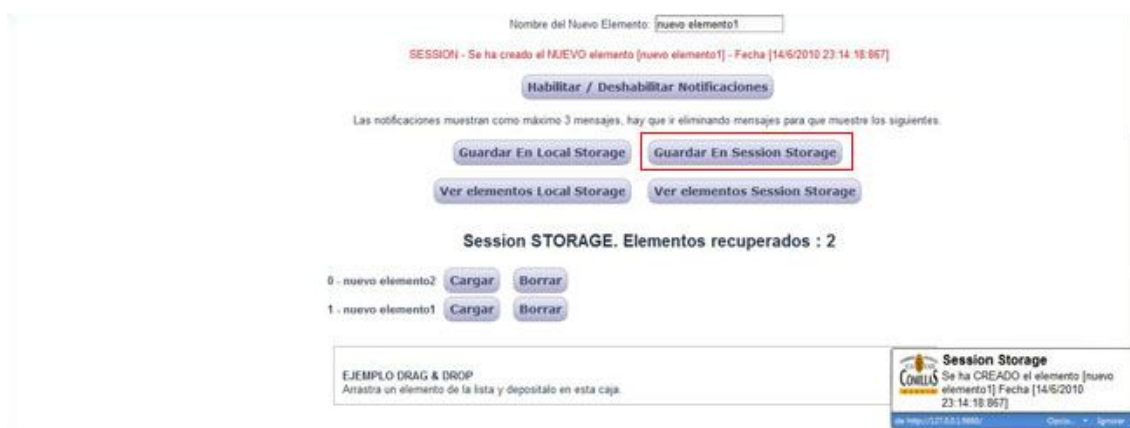 Nombre del Nuevo Elemento: nuevo elemento1
SESSION - Se ha creado el NUEVO elemento [nuevo elemento1] - Fecha [14/6/2010 23:14:18:867]
Habilitar / Deshabilitar Notificaciones
Las notificaciones muestran como máximo 3 mensajes, hay que ir eliminando mensajes para que muestre los siguientes.
Guardar En Local Storage Guardar En Session Storage
Ver elementos Local Storage Ver elementos Session Storage
Session STORAGE. Elementos recuperados : 2
0 - nuevo elemento2 Cargar Borrar
1 - nuevo elemento1 Cargar Borrar
EJEMPLO DRAG & DROP
Arrastra un elemento de la lista y depositalo en esta caja.
COMILLAS
Session Storage
Se ha CREADO el elemento [nuevo
elemento1] Fecha [14/6/2010
23:14:18:867]
de Opcio... Ignorar